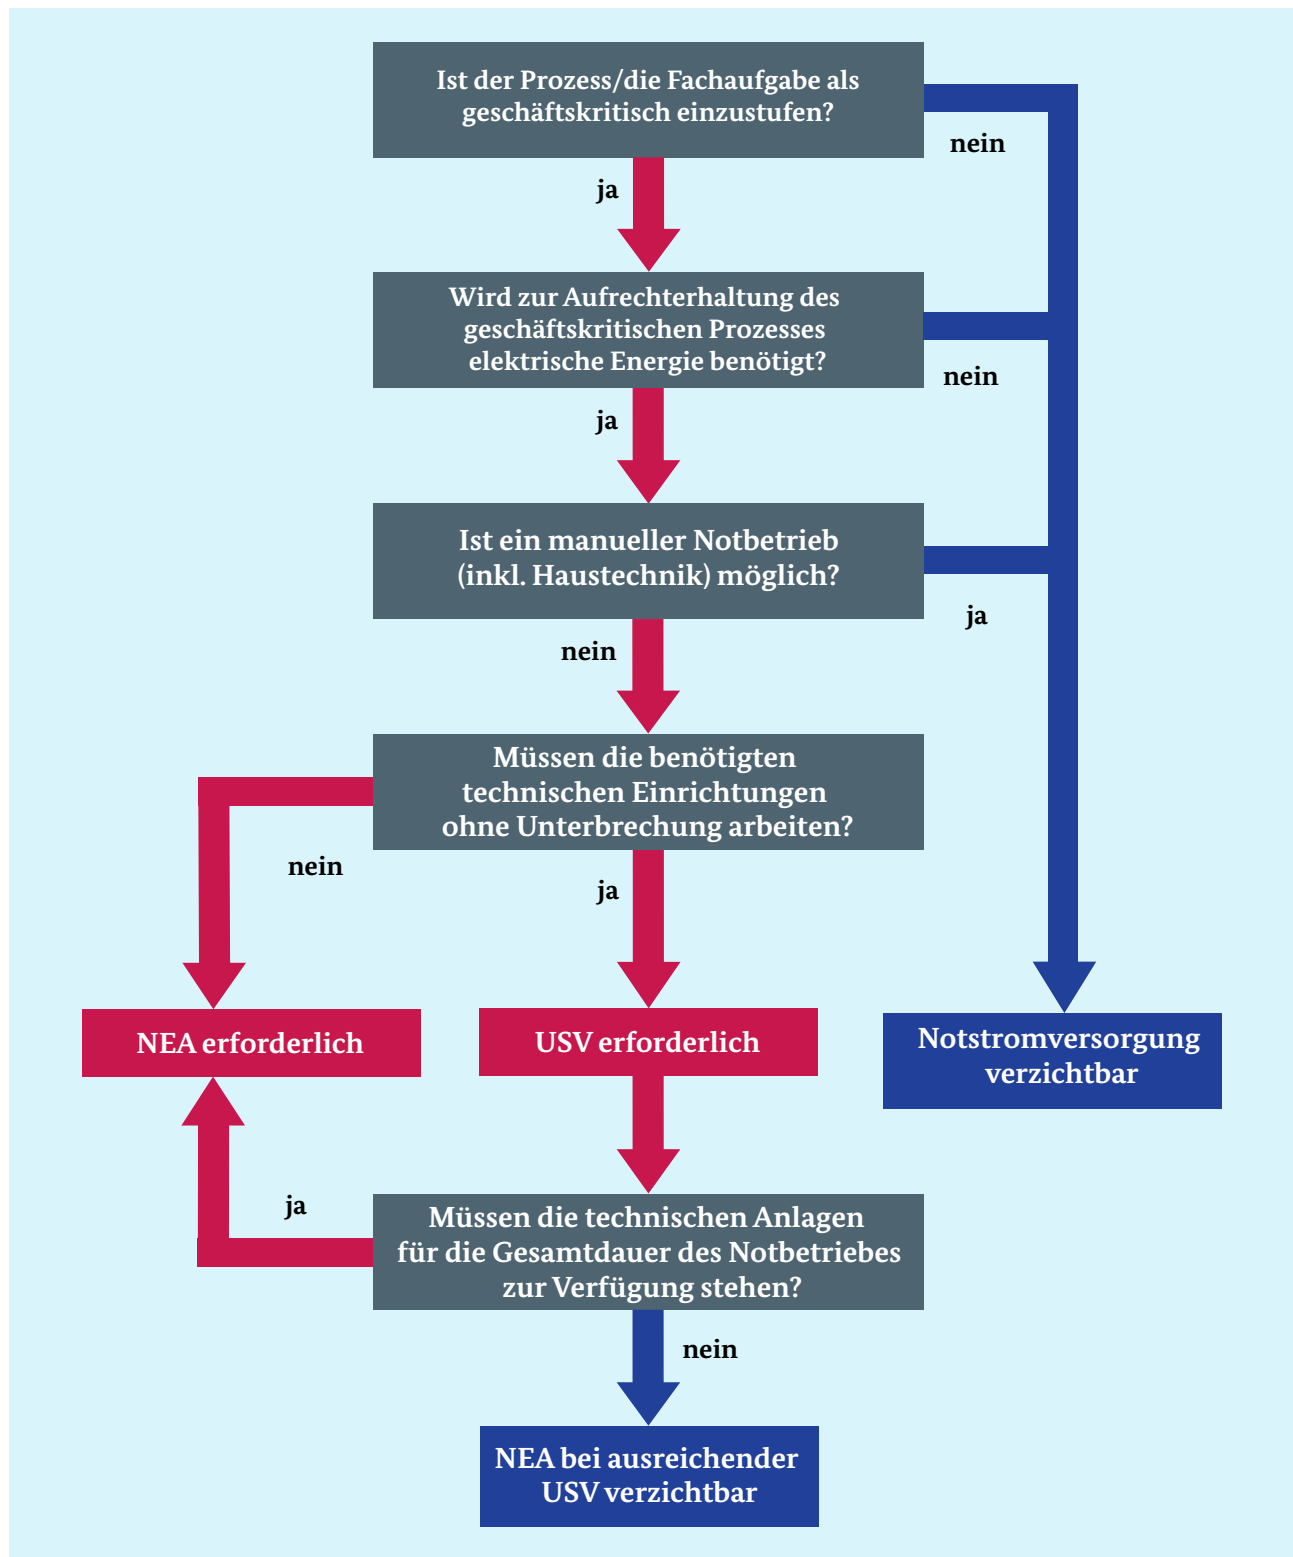 Ist der Prozess/die Fachaufgabe als
geschäftskritisch einzustufen?
nein
ja
Wird zur Aufrechterhaltung des
geschäftskritischen Prozesses
elektrische Energie benötigt?
nein
ja
Ist ein manueller Notbetrieb
(inkl. Haustechnik) möglich?
ja
nein
Müssen die benötigten
technischen Einrichtungen
ohne Unterbrechung arbeiten?
nein
ja
NEA erforderlich
USV erforderlich
Notstromversorgung
verzichtbar
ja
Müssen die technischen Anlagen
für die Gesamtdauer des Notbetriebes
zur Verfügung stehen?
nein
NEA bei ausreichender
USV verzichtbar